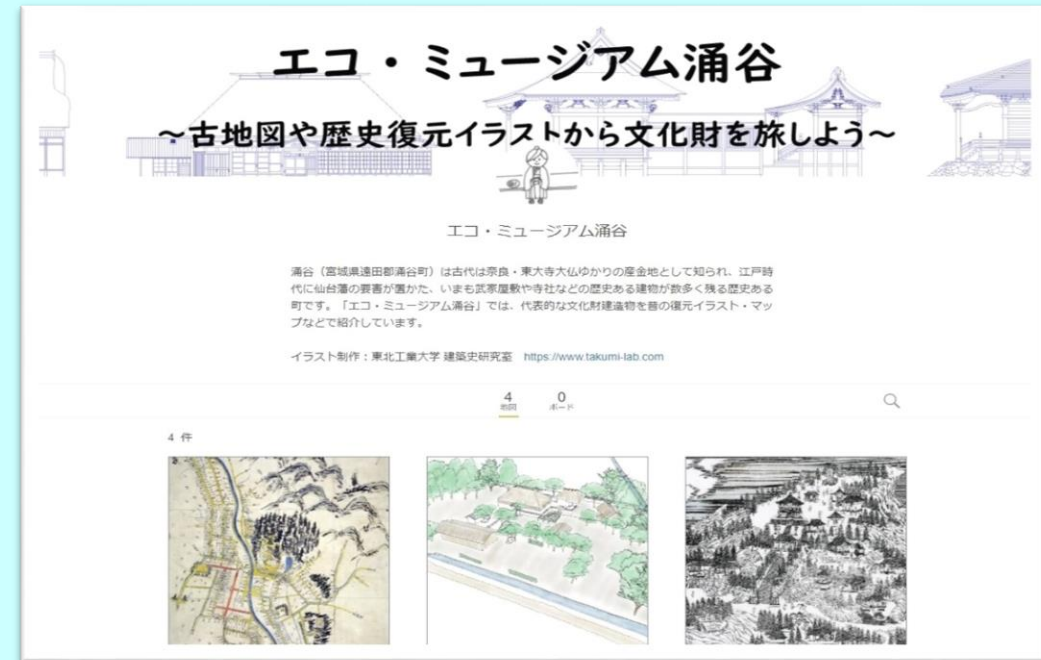 エコ・ミュージアム涌谷
～古地図や歴史復元イラストから文化財を旅しよう～
エコ・ミュージアム涌谷
涌谷（宮城県遠田郡涌谷町）は古代は奈良・東大寺大仏ゆかりの産金地として知られ、江戸時
代に仙台藩の要害が置かた、いまも武家屋敷や寺社などの歴史ある建物が数多く残る歴史ある
町です。「エコ・ミュージアム涌谷」では、代表的な文化財建造物を昔の復元イラスト・マッ
プなどで紹介しています。
イラスト制作：東北工業大学 建築史研究室　https://www.takumi-lab.com
4 0
地図 ボード
4 件